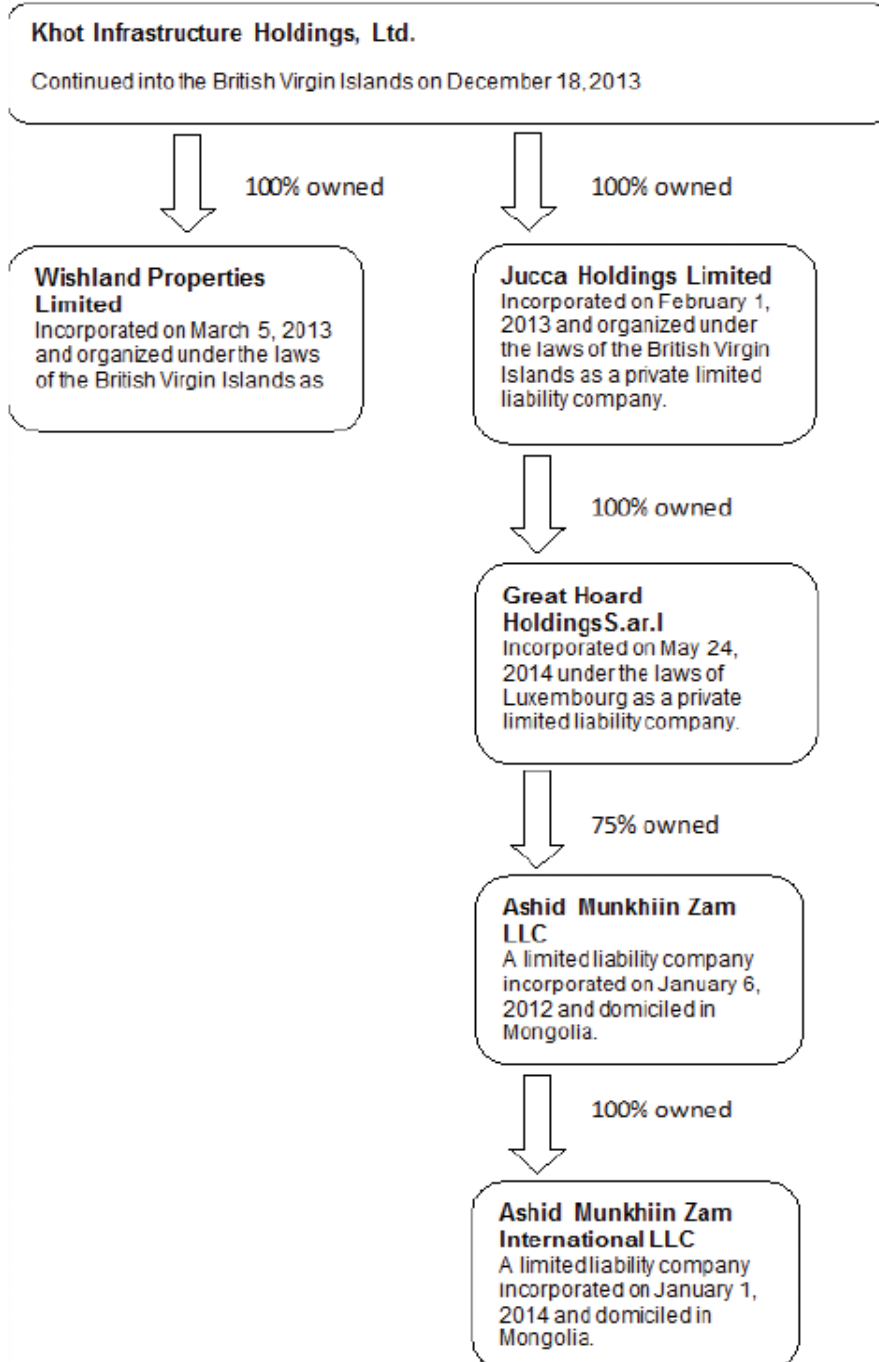 Khot Infrastructure Holdings, Ltd.
Continued into the British Virgin Islands on December 18, 2013
100% owned
100% owned
Wishland Properties
Limited
Incorporated on March 5, 2013
and organized under the laws
of the British Virgin Islands as
Jucca Holdings Limited
Incorporated on February 1,
2013 and organized under
the laws of the British Virgin
Islands as a private limited
liability company.
100% owned
Great Hoard
HoldingsS.ar.l
Incorporated on May 24,
2014 under the laws of
Luxembourg as a private
limited liability company.
75% owned
Ashid Munkhiin Zam
LLC
A limited liability company
incorporated on January 6,
2012 and domiciled in
Mongolia.
100% owned
Ashid Munkhiin Zam
International LLC
A limited liability company
incorporated on January 1,
2014 and domiciled in
Mongolia.